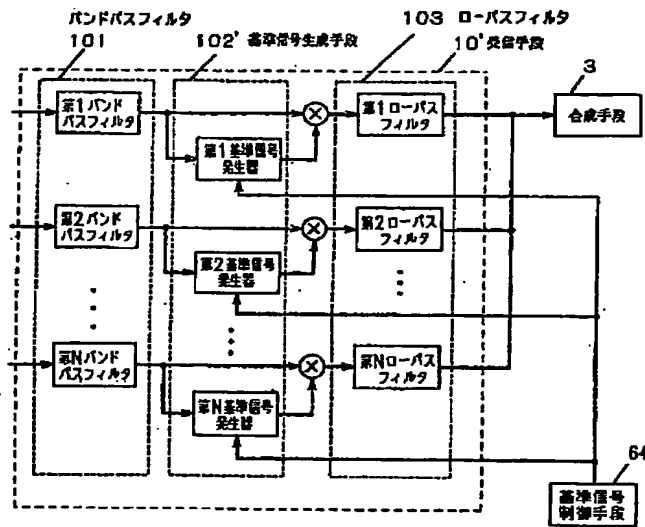 バンドパスフィルタ
101
102' 基準信号生成手段
103 ローパスフィルタ
10' 受信手段
第1バンド
パスフィルタ
第1ローパス
フィルタ
3
合成手段
第1基準信号
発生器
第2バンド
パスフィルタ
第2ローパス
フィルタ
第2基準信号
発生器
第Nバンド
パスフィルタ
第Nローパス
フィルタ
第N基準信号
発生器
64
基準信号
制御手段